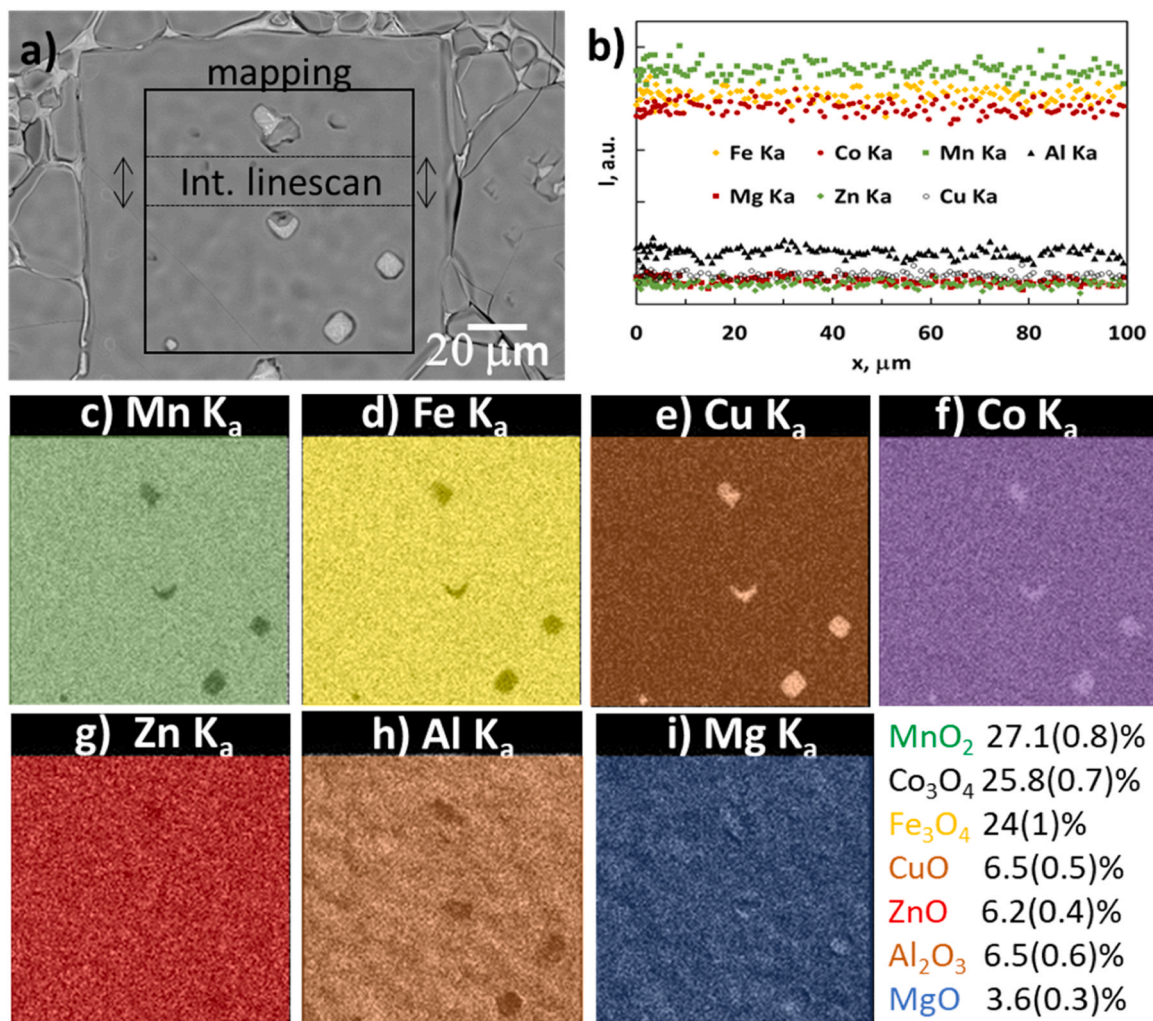 a)
mapping
Int. linescan
20 μm
b)
I, a.u.
Fe Ka Co Ka Mn Ka Al Ka
Mg Ka Zn Ka Cu Ka
0 20 40 60 80 100
x, μm
c) Mn Ka
d) Fe Ka
e) Cu Ka
f) Co Ka
g) Zn Ka
h) Al Ka
i) Mg Ka
MnO2 27.1(0.8)%
Co3O4 25.8(0.7)%
Fe3O4 24(1)%
CuO 6.5(0.5)%
ZnO 6.2(0.4)%
Al2O3 6.5(0.6)%
MgO 3.6(0.3)%